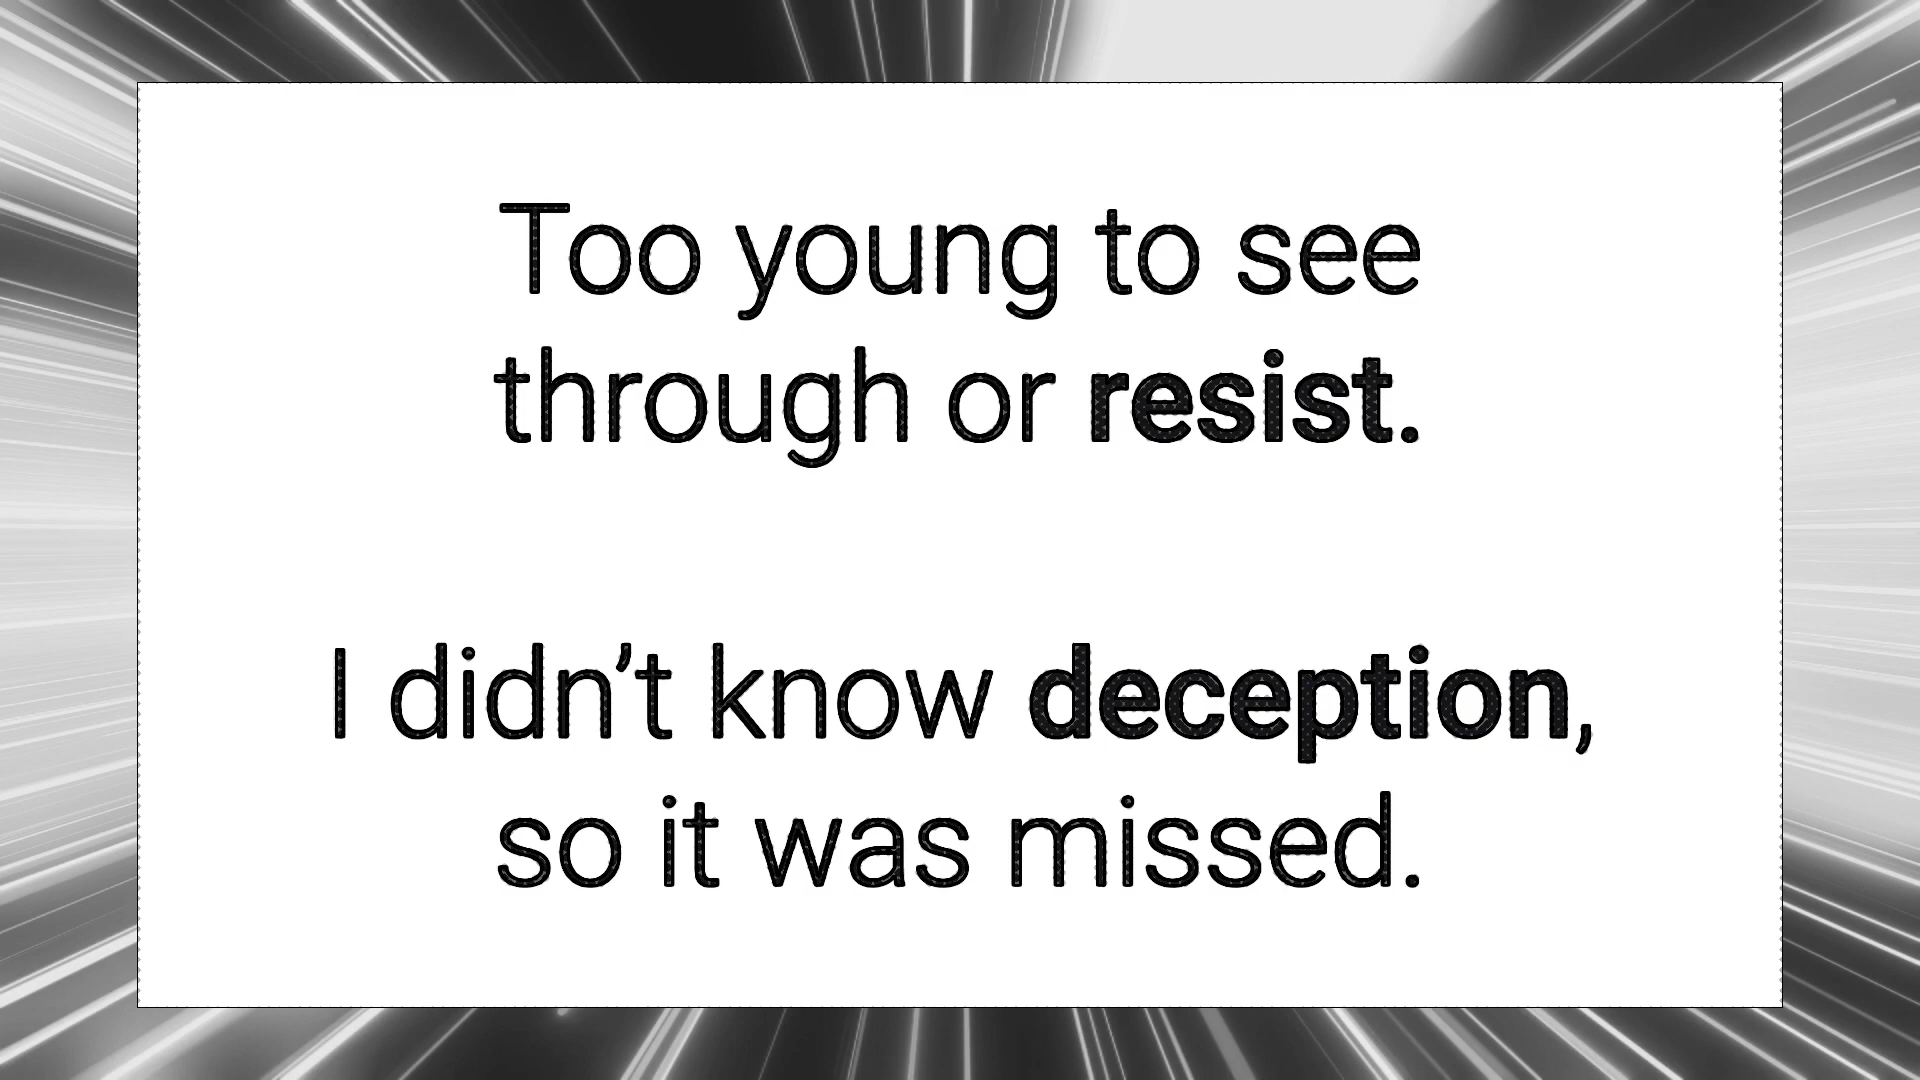 Too young to see
through or resist.
I didn’t know deception,
so it was missed.